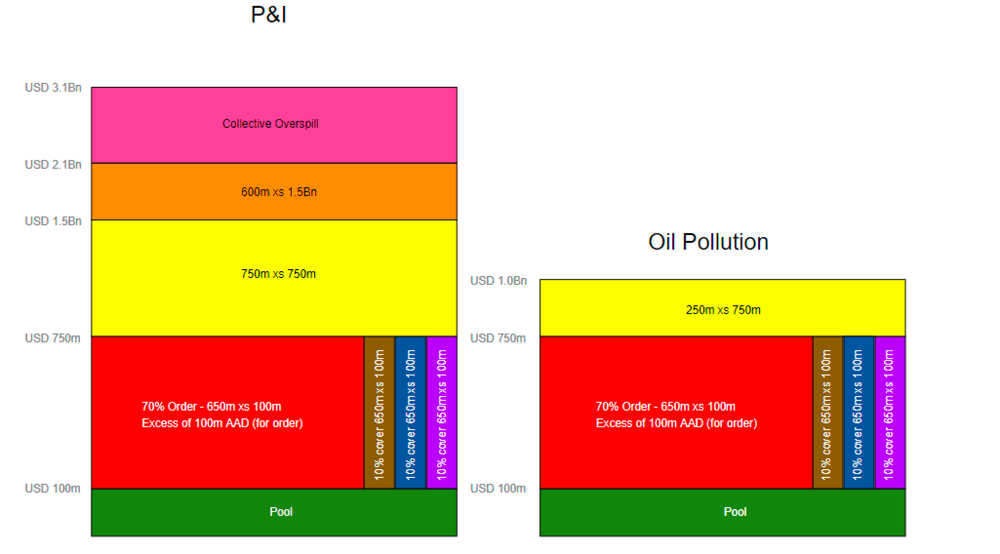 P&I
USD 3.1Bn
Collective Overspill
USD 2.1Bn
600m xs 1.5Bn
USD 1.5Bn
750m xs 750m
USD 750m
70% Order - 650m xs 100m
Excess of 100m AAD (for order)
10% cover 650m xs 100m
10% cover 650m xs 100m
10% cover 650m xs 100m
USD 100m
Pool
Oil Pollution
USD 1.0Bn
250m xs 750m
USD 750m
70% Order - 650m xs 100m
Excess of 100m AAD (for order)
10% cover 650m xs 100m
10% cover 650m xs 100m
10% cover 650m xs 100m
USD 100m
Pool